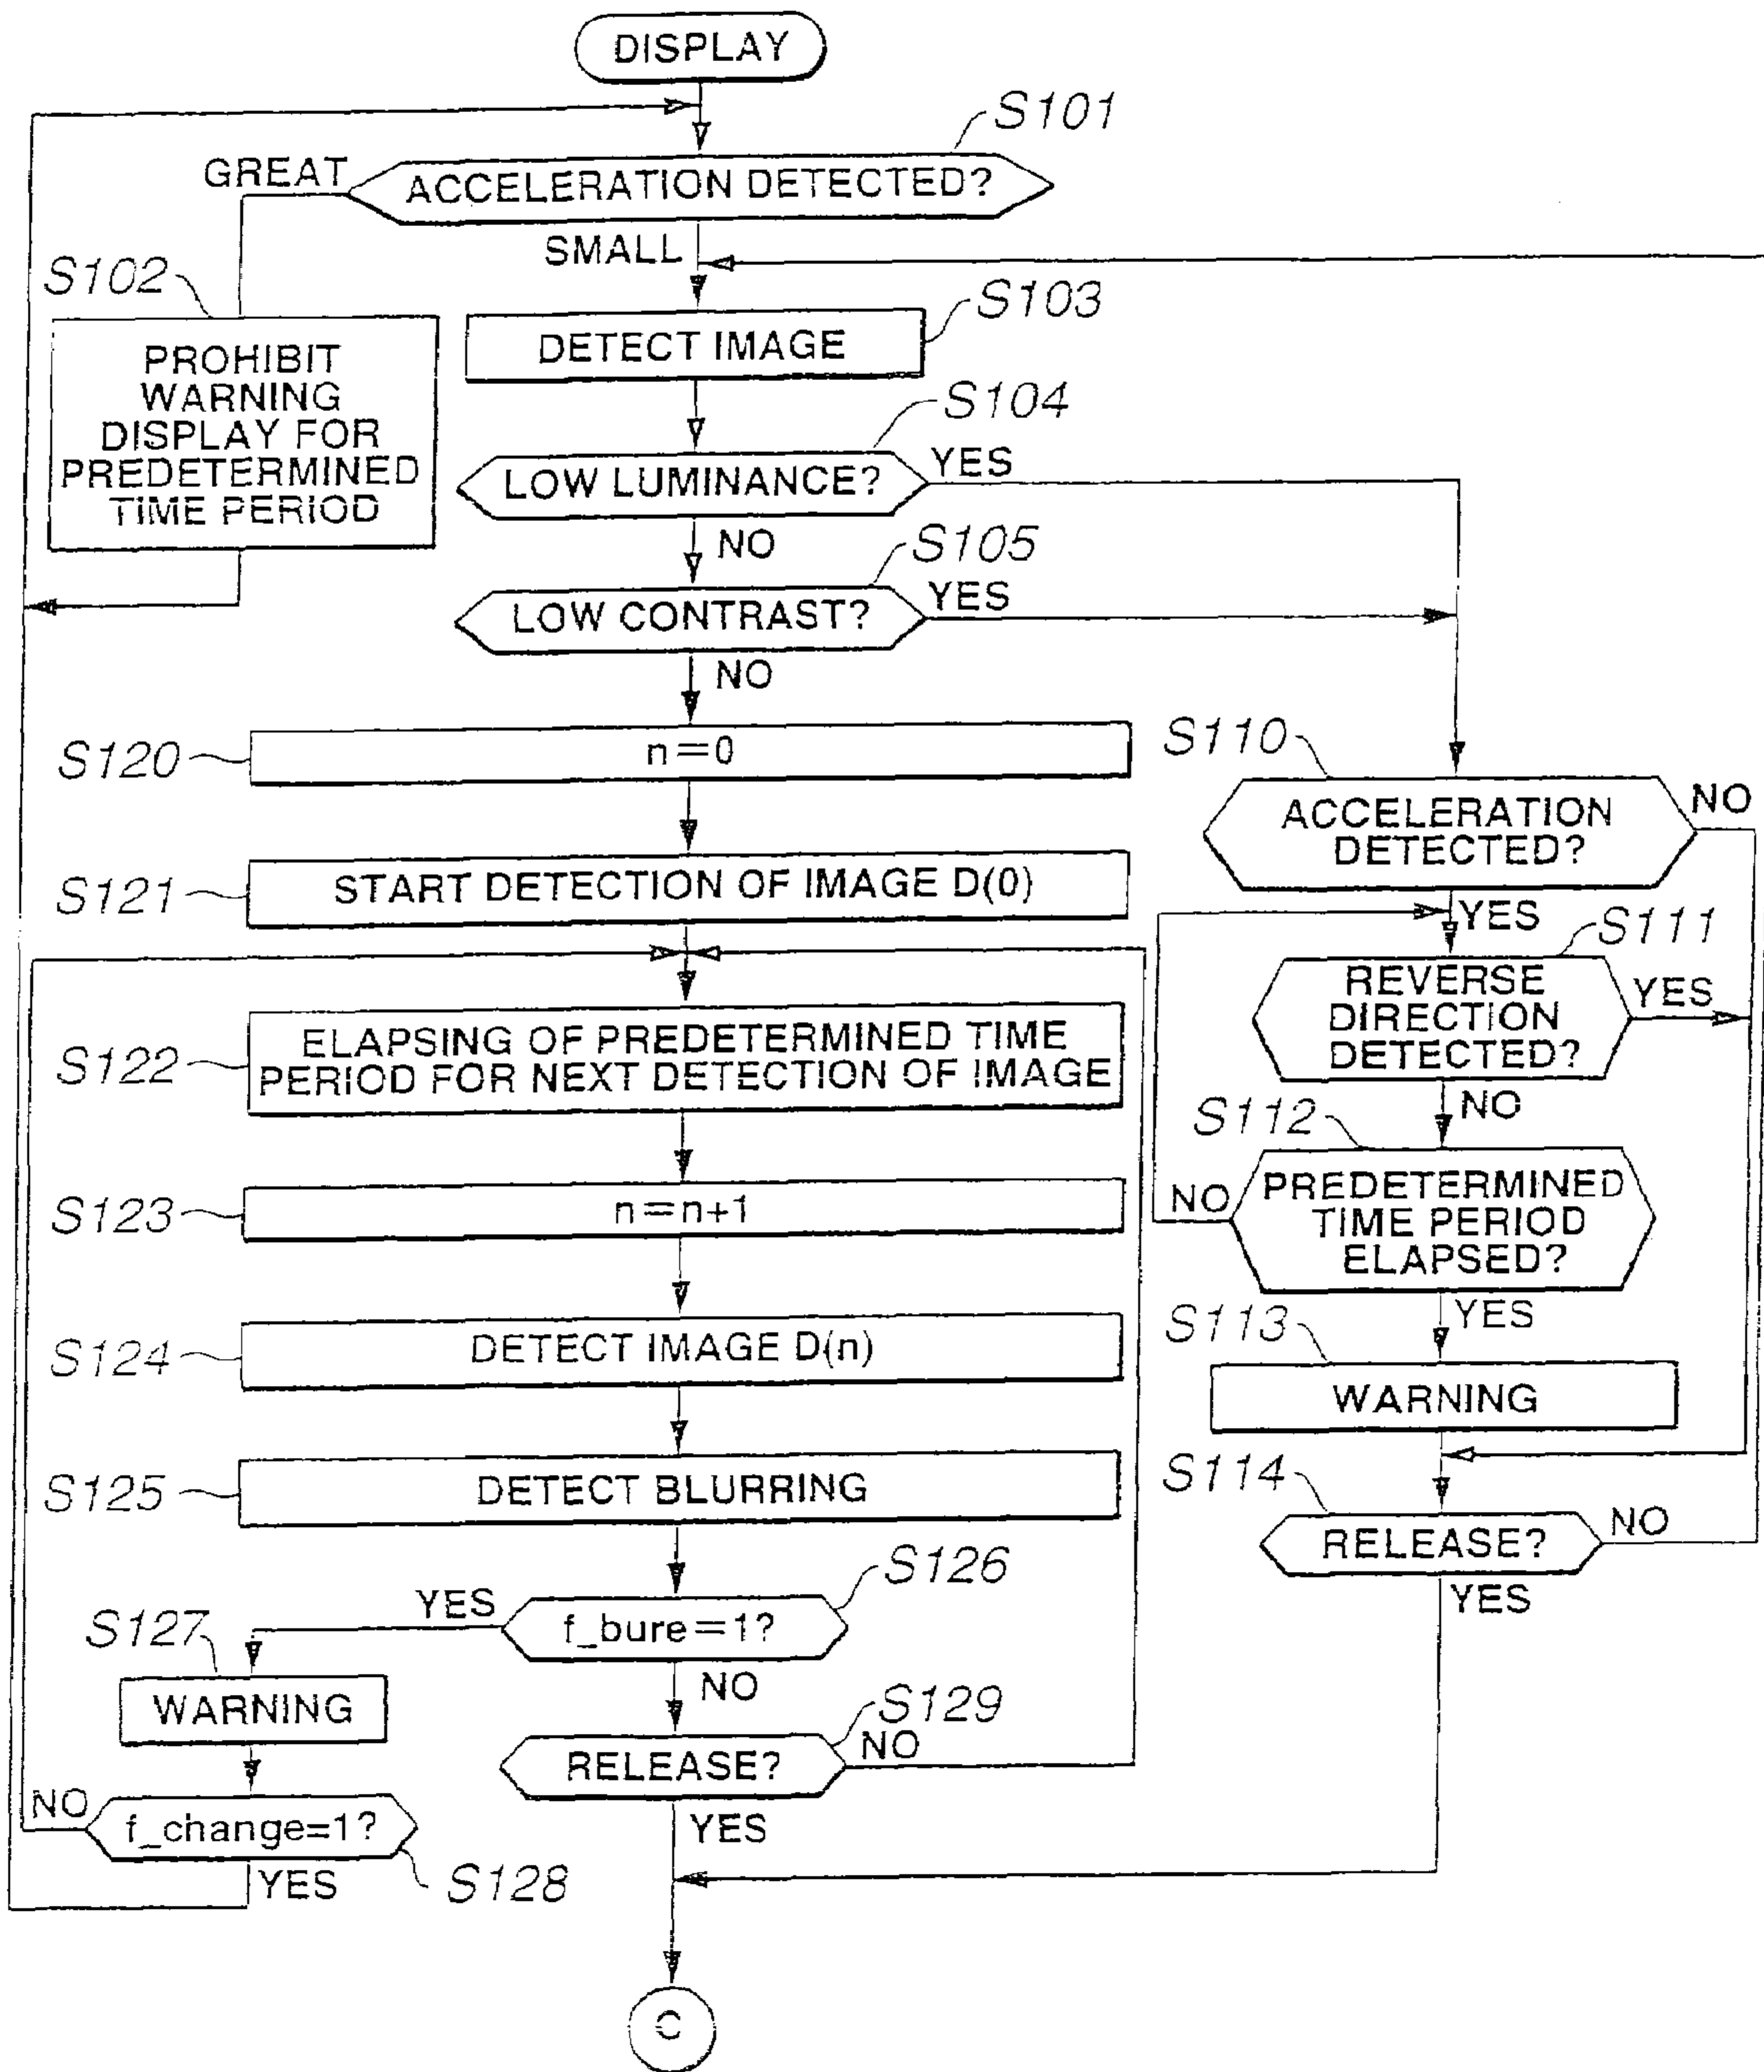 DISPLAY
S101
GREAT
ACCELERATION DETECTED?
SMALL
S102
PROHIBIT
WARNING
DISPLAY FOR
PREDETERMINED
TIME PERIOD
S103
DETECT IMAGE
S104
LOW LUMINANCE?
YES
NO
S105
LOW CONTRAST?
YES
NO
S120
n=0
S121
START DETECTION OF IMAGE D(0)
S122
ELAPSING OF PREDETERMINED TIME
PERIOD FOR NEXT DETECTION OF IMAGE
S123
n=n+1
S124
DETECT IMAGE D(n)
S125
DETECT BLURRING
S126
YES
f_bure=1?
NO
S127
WARNING
S129
RELEASE?
NO
YES
NO
f_change=1?
YES
S128
S110
ACCELERATION
DETECTED?
NO
YES
S111
REVERSE
DIRECTION
DETECTED?
YES
NO
S112
PREDETERMINED
TIME PERIOD
ELAPSED?
NO
YES
S113
WARNING
S114
RELEASE?
NO
YES
C